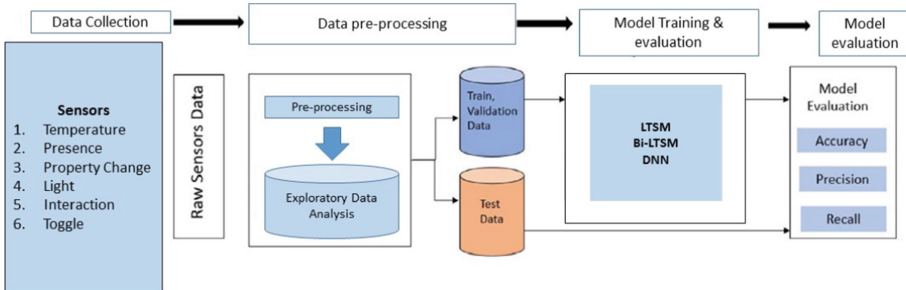 Data Collection
Data pre-processing
Model Training &
evaluation
Model
evaluation
Sensors
1. Temperature
2. Presence
3. Property Change
4. Light
5. Interaction
6. Toggle
Raw Sensors Data
Pre-processing
Exploratory Data
Analysis
Train,
Validation
Data
Test
Data
LTSM
Bi-LTSM
DNN
Model
Evaluation
Accuracy
Precision
Recall